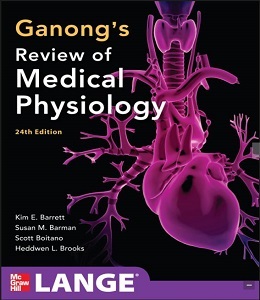 Ganong's
Review of
Medical
Physiology
24th Edition
Kim E. Barrett
Susan M. Barman
Scott Boitano
Heddwen L. Brooks
Mc
Graw
Hill
LANGE®